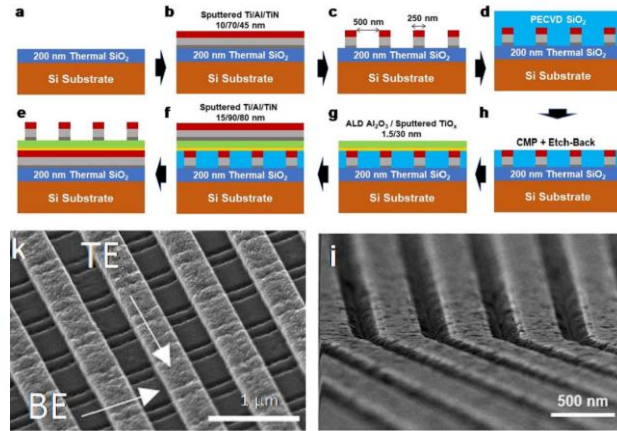 a
b
Sputtered Ti/Al/TiN
10/70/45 nm
c
500 nm
250 nm
d
PECVD SiO₂
200 nm Thermal SiO₂
Si Substrate
200 nm Thermal SiO₂
Si Substrate
200 nm Thermal SiO₂
Si Substrate
200 nm Thermal SiO₂
Si Substrate
e
f
Sputtered Ti/Al/TiN
15/90/80 nm
g
ALD Al₂O₃ / Sputtered TiOₓ
1.5/30 nm
h
CMP + Etch-Back
200 nm Thermal SiO₂
Si Substrate
200 nm Thermal SiO₂
Si Substrate
200 nm Thermal SiO₂
Si Substrate
200 nm Thermal SiO₂
Si Substrate
k
TE
BE
1 μm
i
500 nm